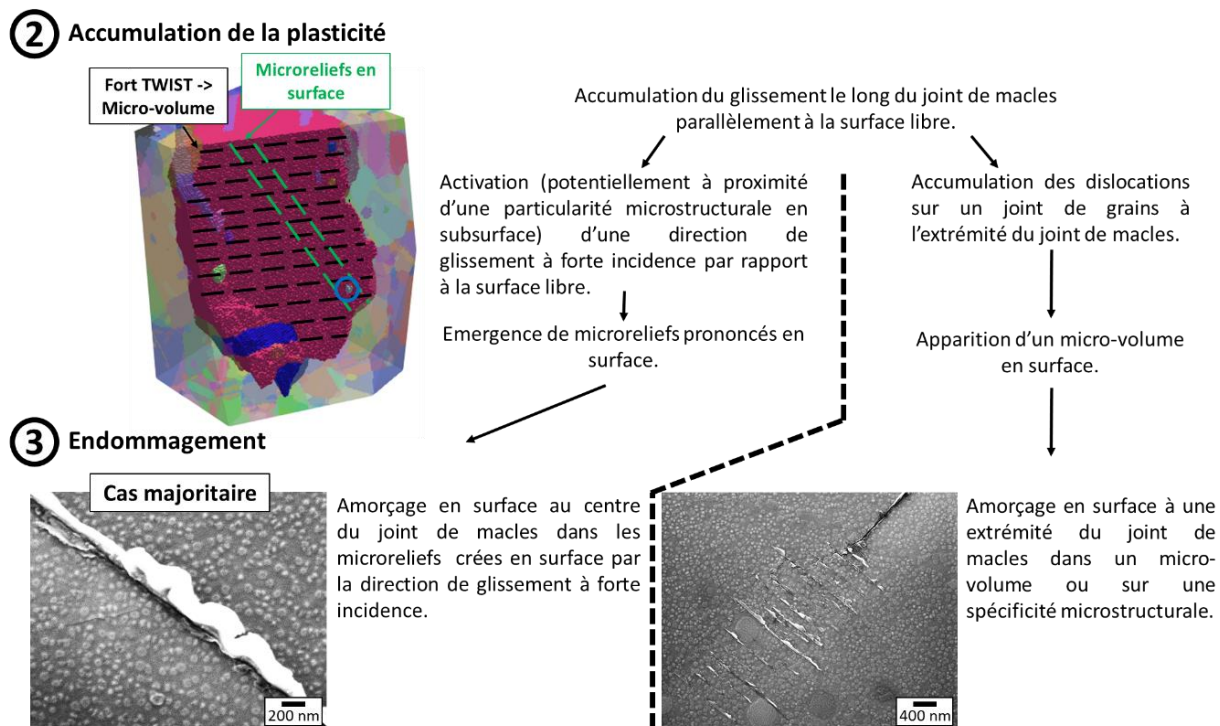 2 Accumulation de la plasticité
Fort TWIST ->
Micro-volume
Microreliefs en
surface
Accumulation du glissement le long du joint de macles
parallèlement à la surface libre.
Activation (potentiellement à proximité
d'une particularité microstructurale en
subsurface) d'une direction de
glissement à forte incidence par rapport
à la surface libre.
Emergence de microreliefs prononcés en
surface.
Accumulation des dislocations
sur un joint de grains à
l'extrémité du joint de macles.
Apparition d'un micro-volume
en surface.
3 Endommagement
Cas majoritaire
200 nm
Amorçage en surface au centre
du joint de macles dans les
microreliefs crées en surface par
la direction de glissement à forte
incidence.
400 nm
Amorçage en surface à une
extrémité du joint de
macles dans un micro-
volume ou sur une
spécificité microstructurale.